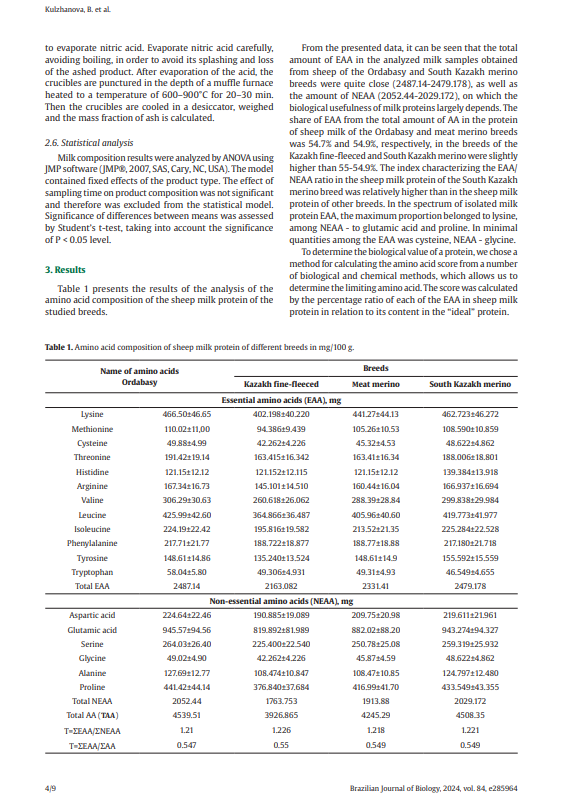 Kulzhanova, B. et al.
to evaporate nitric acid. Evaporate nitric acid carefully,
avoiding boiling, in order to avoid its splashing and loss
of the ashed product. After evaporation of the acid, the
crucibles are punctured in the depth of a muffle furnace
heated to a temperature of 600–900°C for 20–30 min.
Then the crucibles are cooled in a desiccator, weighed
and the mass fraction of ash is calculated.
2.6. Statistical analysis
Milk composition results were analyzed by ANOVA using
JMP software (JMP®, 2007, SAS, Cary, NC, USA). The model
contained fixed effects of the product type. The effect of
sampling time on product composition was not significant
and therefore was excluded from the statistical model.
Significance of differences between means was assessed
by Student's t-test, taking into account the significance
of P < 0.05 level.
3. Results
Table 1 presents the results of the analysis of the
amino acid composition of the sheep milk protein of the
studied breeds.
From the presented data, it can be seen that the total
amount of EAA in the analyzed milk samples obtained
from sheep of the Ordabasy and South Kazakh merino
breeds were quite close (2487.14-2479.178), as well as
the amount of NEAA (2052.44-2029.172), on which the
biological usefulness of milk proteins largely depends. The
share of EAA from the total amount of AA in the protein
of sheep milk of the Ordabasy and meat merino breeds
was 54.7% and 54.9%, respectively, in the breeds of the
Kazakh fine-fleeced and South Kazakh merino were slightly
higher than 55-54.9%. The index characterizing the EAA/
NEAA ratio in the sheep milk protein of the South Kazakh
merino breed was relatively higher than in the sheep milk
protein of other breeds. In the spectrum of isolated milk
protein EAA, the maximum proportion belonged to lysine,
among NEAA - to glutamic acid and proline. In minimal
quantities among the EAA was cysteine, NEAA – glycine.
To determine the biological value of a protein, we chose a
method for calculating the amino acid score from a number
of biological and chemical methods, which allows us to
determine the limiting amino acid. The score was calculated
by the percentage ratio of each of the EAA in sheep milk
protein in relation to its content in the “ideal” protein.
Table 1. Amino acid composition of sheep milk protein of different breeds in mg/100 g.
Name of amino acids Breeds
Ordabasy Kazakh fine-fleeced Meat merino South Kazakh merino
Essential amino acids (EAA), mg
Lysine 466.50±46.65 402.198±40.220 441.27±44.13 462.723±46.272
Methionine 110.02±11,00 94.386±9.439 105.26±10.53 108.590±10.859
Cysteine 49.88±4.99 42.262±4.226 45.32±4.53 48.622±4.862
Threonine 191.42±19.14 163.415±16.342 163.41±16.34 188.006±18.801
Histidine 121.15±12.12 121.152±12.115 121.15±12.12 139.384±13.918
Arginine 167.34±16.73 145.101±14.510 160.44±16.04 166.937±16.694
Valine 306.29±30.63 260.618±26.062 288.39±28.84 299.838±29.984
Leucine 425.99±42.60 364.866±36.487 405.96±40.60 419.773±41.977
Isoleucine 224.19±22.42 195.816±19.582 213.52±21.35 225.284±22.528
Phenylalanine 217.71±21.77 188.722±18.877 188.77±18.88 217.180±21.718
Tyrosine 148.61±14.86 135.240±13.524 148.61±14.9 155.592±15.559
Tryptophan 58.04±5.80 49.306±4.931 49.31±4.93 46.549±4.655
Total EAA 2487.14 2163.082 2331.41 2479.178
Non-essential amino acids (NEAA), mg
Aspartic acid 224.64±22.46 190.885±19.089 209.75±20.98 219.611±21.961
Glutamic acid 945.57±94.56 819.892±81.989 882.02±88.20 943.274±94.327
Serine 264.03±26.40 225.400±22.540 250.78±25.08 259.319±25.932
Glycine 49.02±4.90 42.262±4.226 45.87±4.59 48.622±4.862
Alanine 127.69±12.77 108.474±10.847 108.47±10.85 124.797±12.480
Proline 441.42±44.14 376.840±37.684 416.99±41.70 433.549±43.355
Total NEAA 2052.44 1763.753 1913.88 2029.172
Total AA (TAA) 4539.51 3926.865 4245.29 4508.35
T=ΣEAA/ΣNEAA 1.21 1.226 1.218 1.221
T=ΣEAA/ΣAA 0.547 0.55 0.549 0.549
4/9 Brazilian Journal of Biology, 2024, vol. 84, e285964